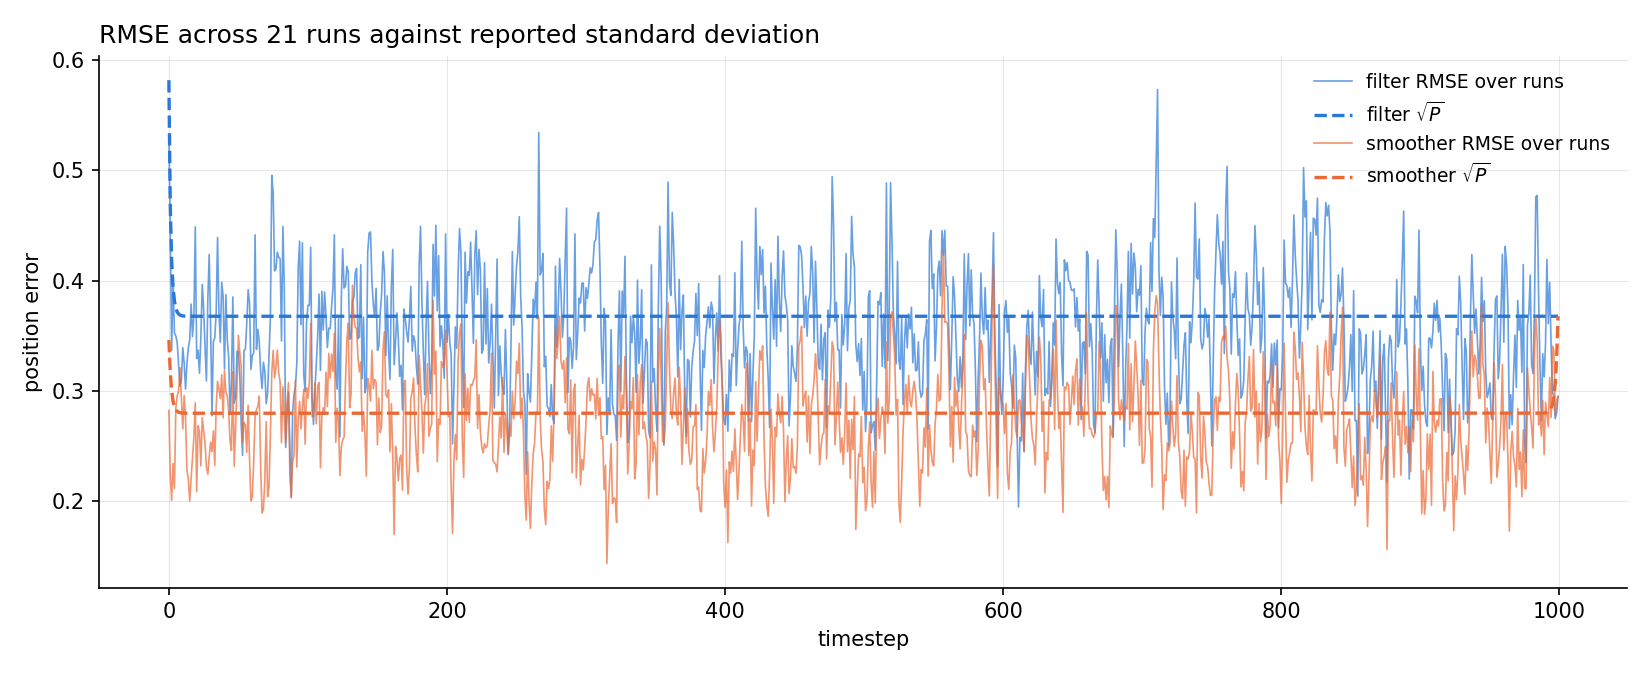 RMSE across 21 runs against reported standard deviation
filter RMSE over runs
filter √P
smoother RMSE over runs
smoother √P
position error
0.6
0.5
0.4
0.3
0.2
0
200
400
600
800
1000
timestep